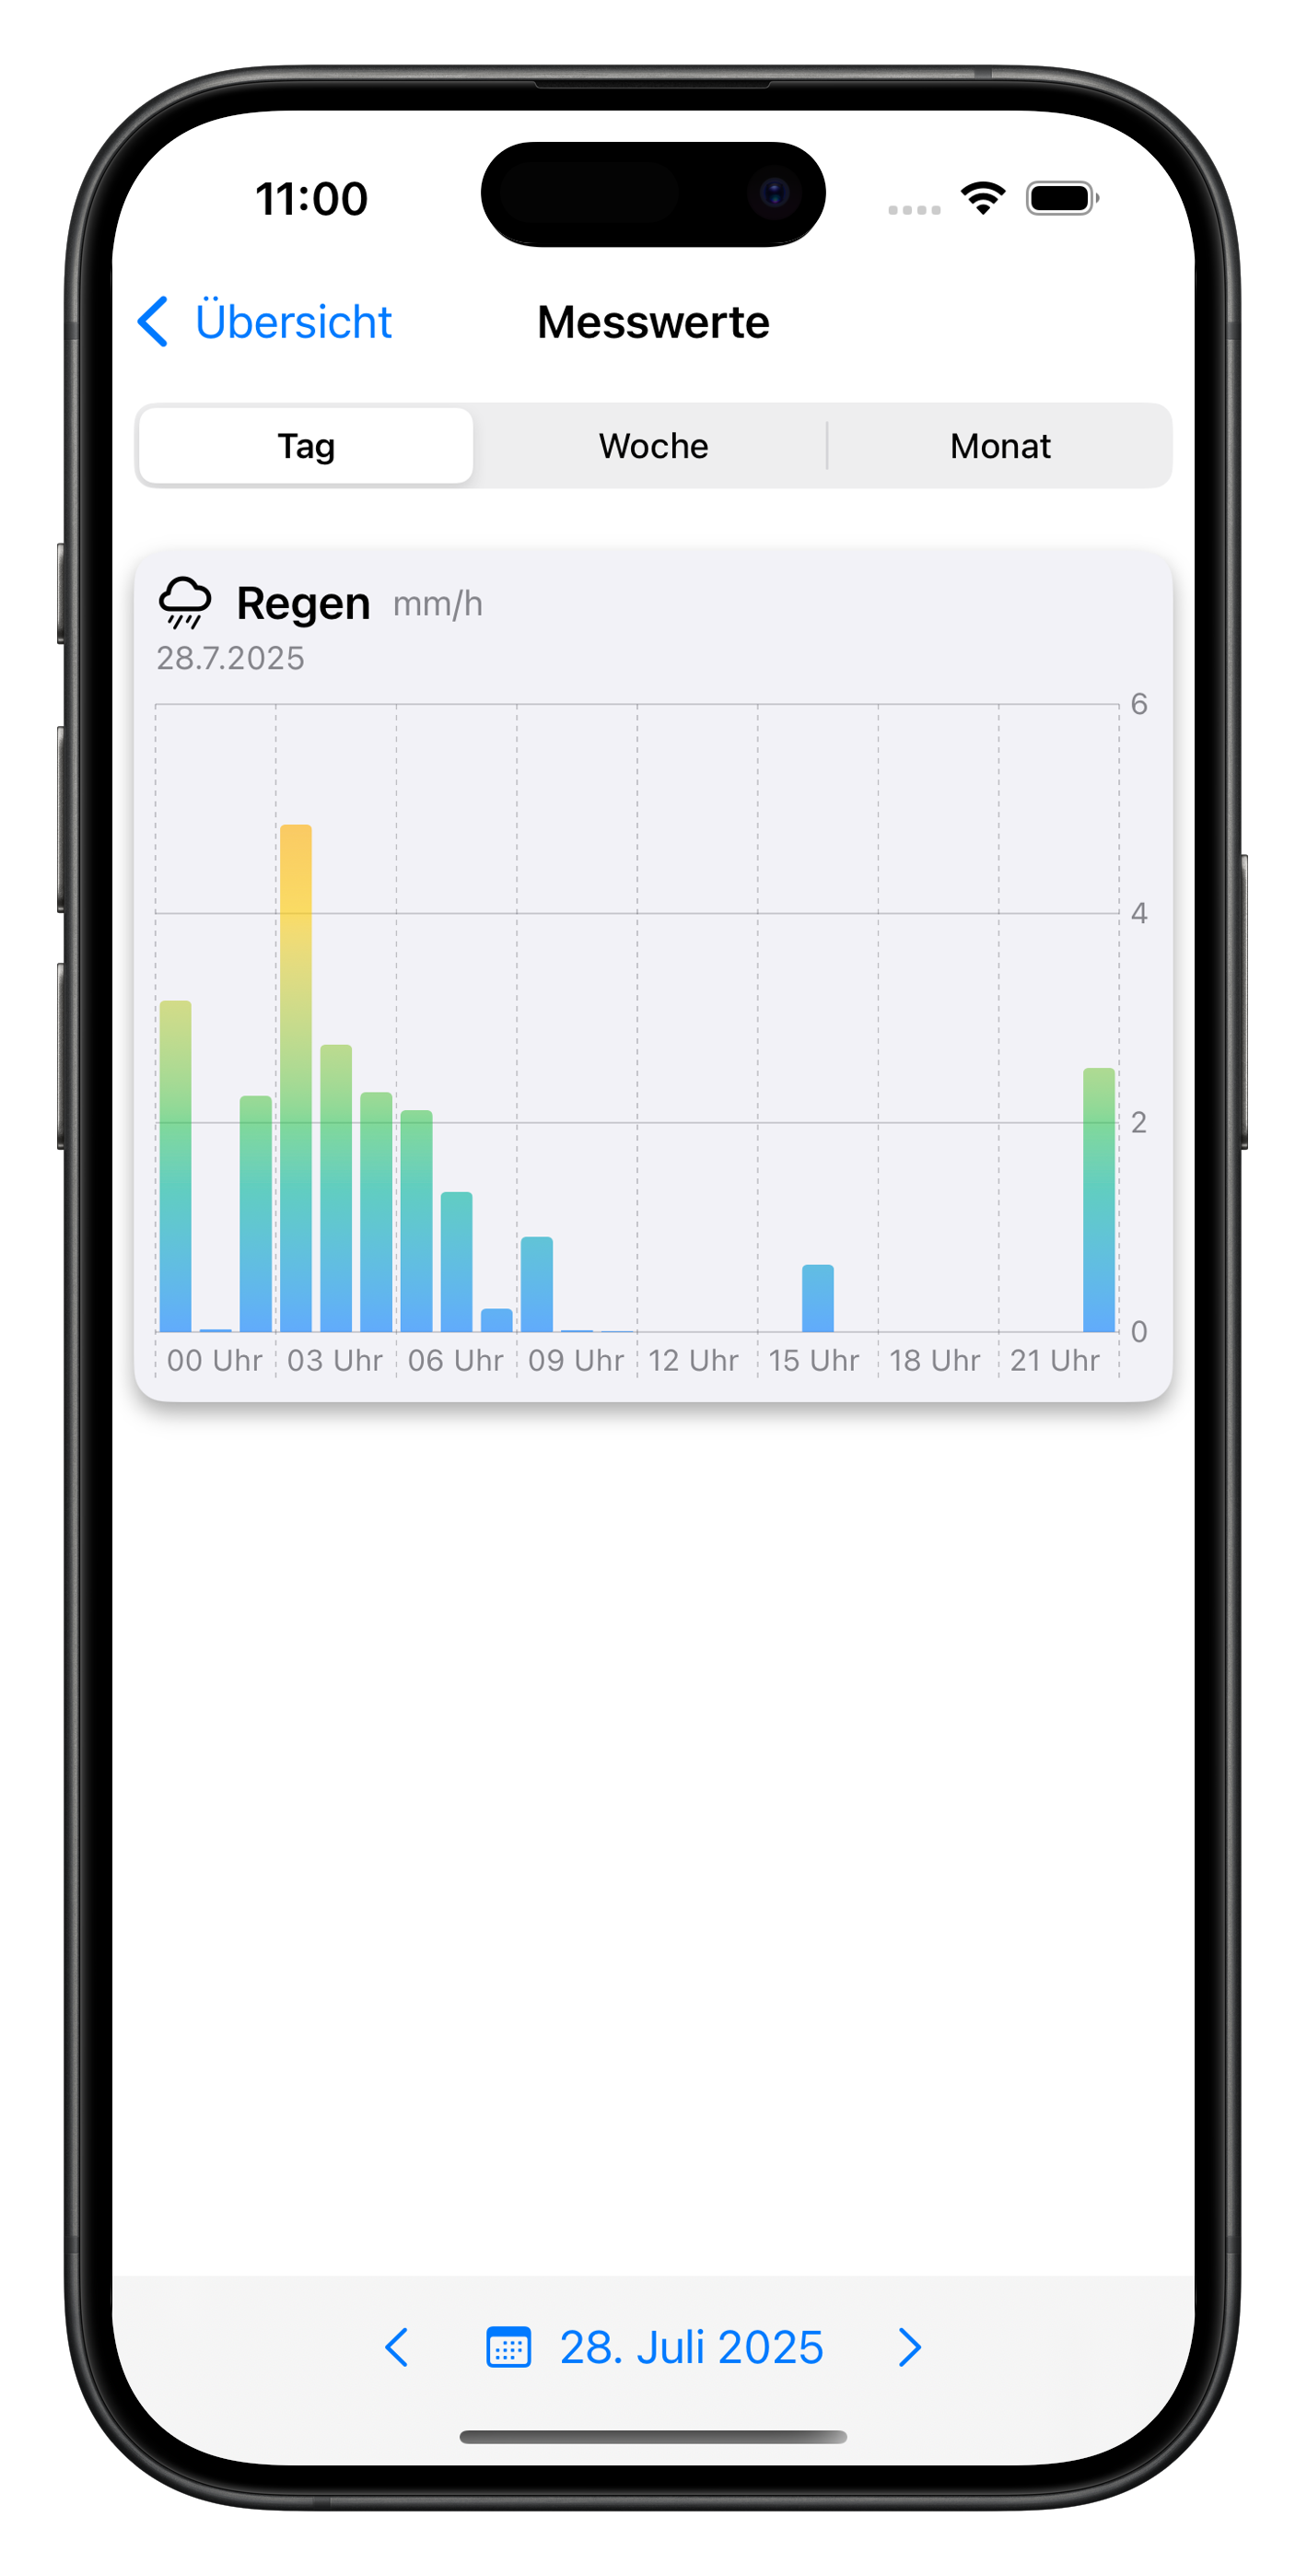 11:00
Übersicht Messwerte
Tag Woche Monat
Regen mm/h
28.7.2025
6
4
2
0
00 Uhr 03 Uhr 06 Uhr 09 Uhr 12 Uhr 15 Uhr 18 Uhr 21 Uhr
28. Juli 2025